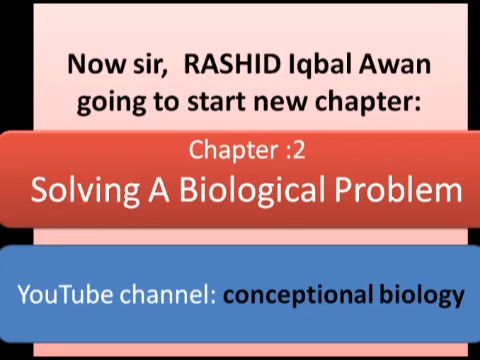 Now sir, RASHID Iqbal Awan
going to start new chapter:
Chapter :2
Solving A Biological Problem
YouTube channel: conceptional biology